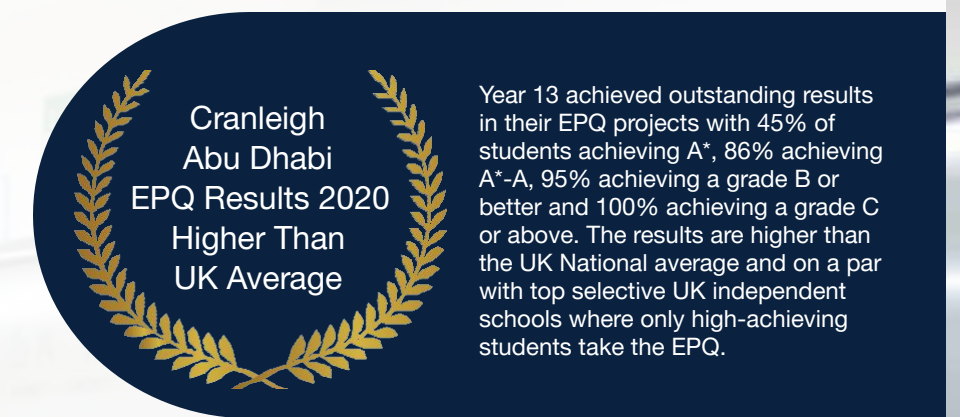 Cranleigh
Abu Dhabi
EPQ Results 2020
Higher Than
UK Average
Year 13 achieved outstanding results
in their EPQ projects with 45% of
students achieving A*, 86% achieving
A*-A, 95% achieving a grade B or
better and 100% achieving a grade C
or above. The results are higher than
the UK National average and on a par
with top selective UK independent
schools where only high-achieving
students take the EPQ.